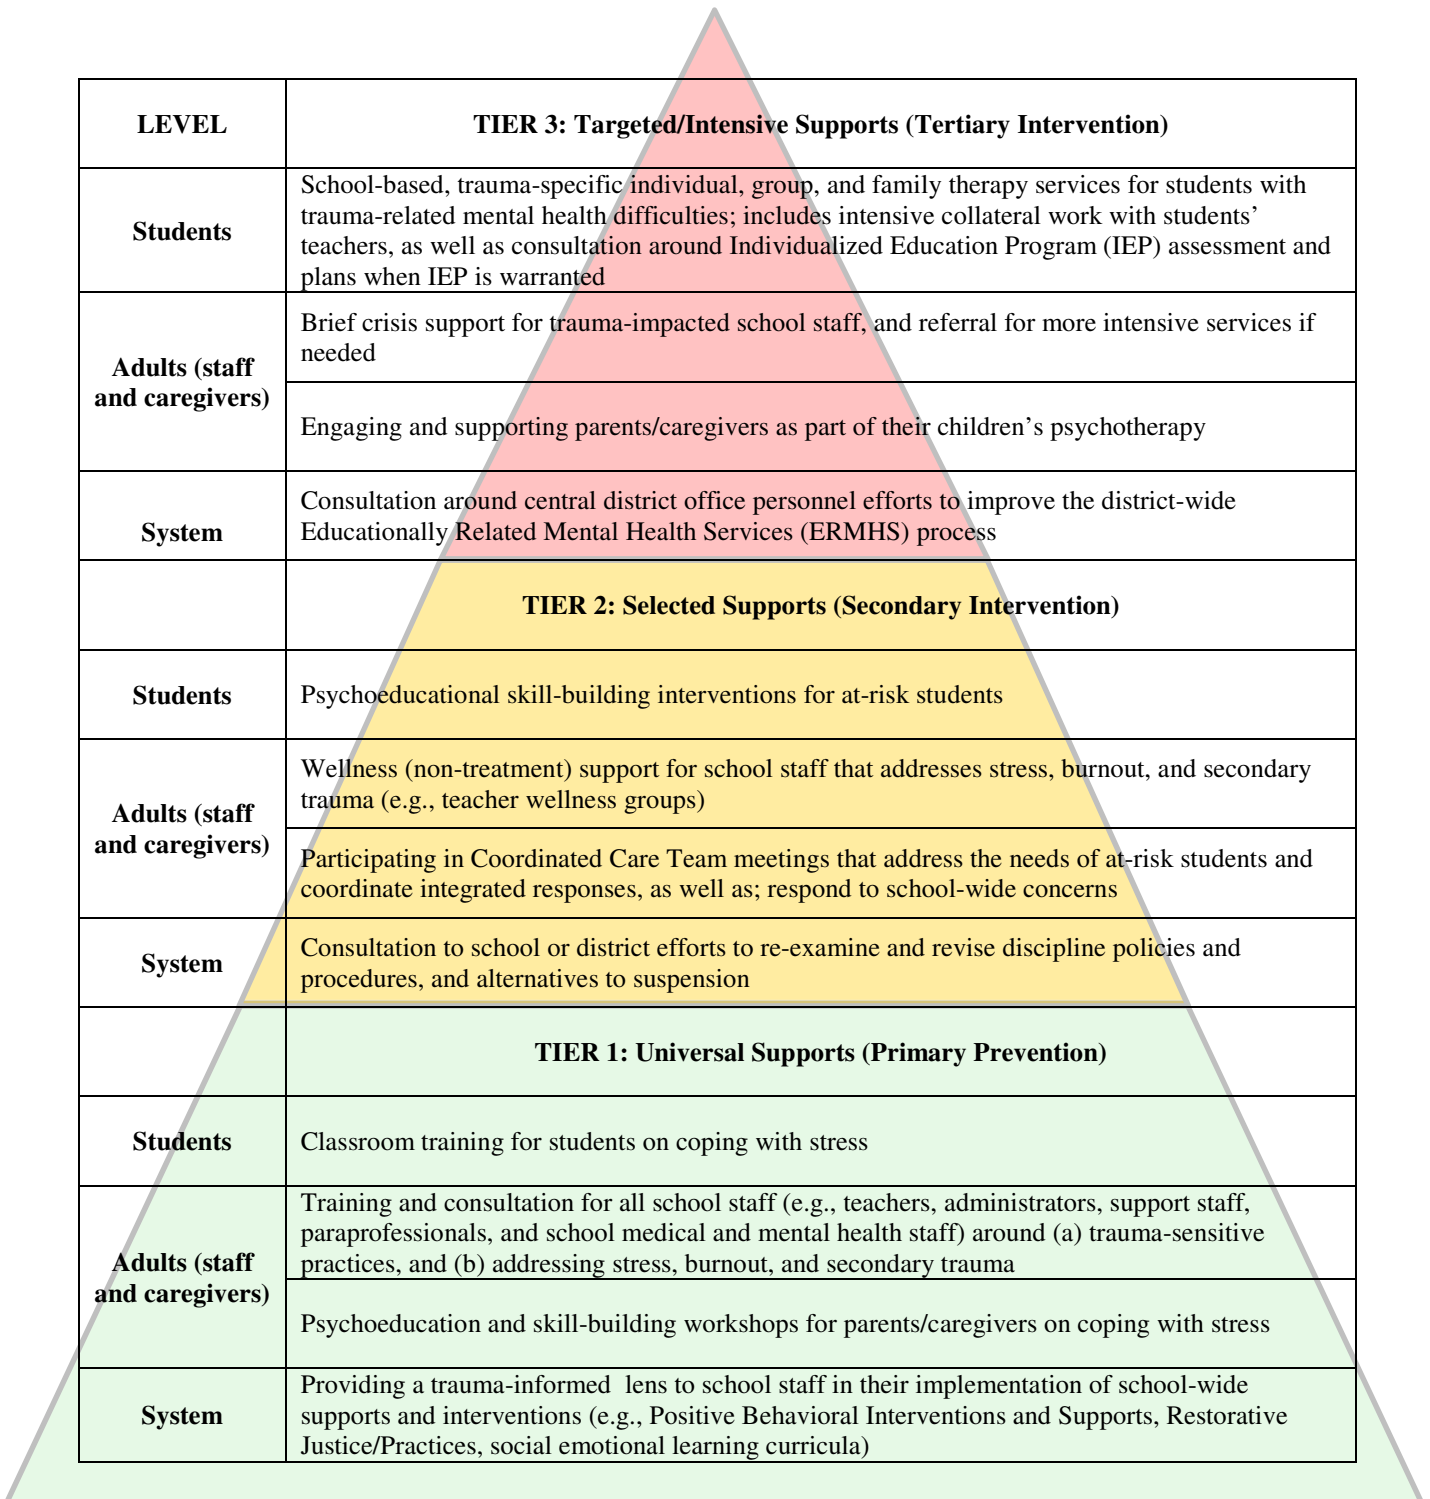 LEVEL
TIER 3: Targeted/Intensive Supports (Tertiary Intervention)
Students
School-based, trauma-specific individual, group, and family therapy services for students with
trauma-related mental health difficulties; includes intensive collateral work with students’
teachers, as well as consultation around Individualized Education Program (IEP) assessment and
plans when IEP is warranted
Adults (staff
and caregivers)
Brief crisis support for trauma-impacted school staff, and referral for more intensive services if
needed
Engaging and supporting parents/caregivers as part of their children’s psychotherapy
System
Consultation around central district office personnel efforts to improve the district-wide
Educationally Related Mental Health Services (ERMHS) process
TIER 2: Selected Supports (Secondary Intervention)
Students
Psychoeducational skill-building interventions for at-risk students
Adults (staff
and caregivers)
Wellness (non-treatment) support for school staff that addresses stress, burnout, and secondary
trauma (e.g., teacher wellness groups)
Participating in Coordinated Care Team meetings that address the needs of at-risk students and
coordinate integrated responses, as well as; respond to school-wide concerns
System
Consultation to school or district efforts to re-examine and revise discipline policies and
procedures, and alternatives to suspension
TIER 1: Universal Supports (Primary Prevention)
Students
Classroom training for students on coping with stress
Adults (staff
and caregivers)
Training and consultation for all school staff (e.g., teachers, administrators, support staff,
paraprofessionals, and school medical and mental health staff) around (a) trauma-sensitive
practices, and (b) addressing stress, burnout, and secondary trauma
Psychoeducation and skill-building workshops for parents/caregivers on coping with stress
System
Providing a trauma-informed  lens to school staff in their implementation of school-wide
supports and interventions (e.g., Positive Behavioral Interventions and Supports, Restorative
Justice/Practices, social emotional learning curricula)